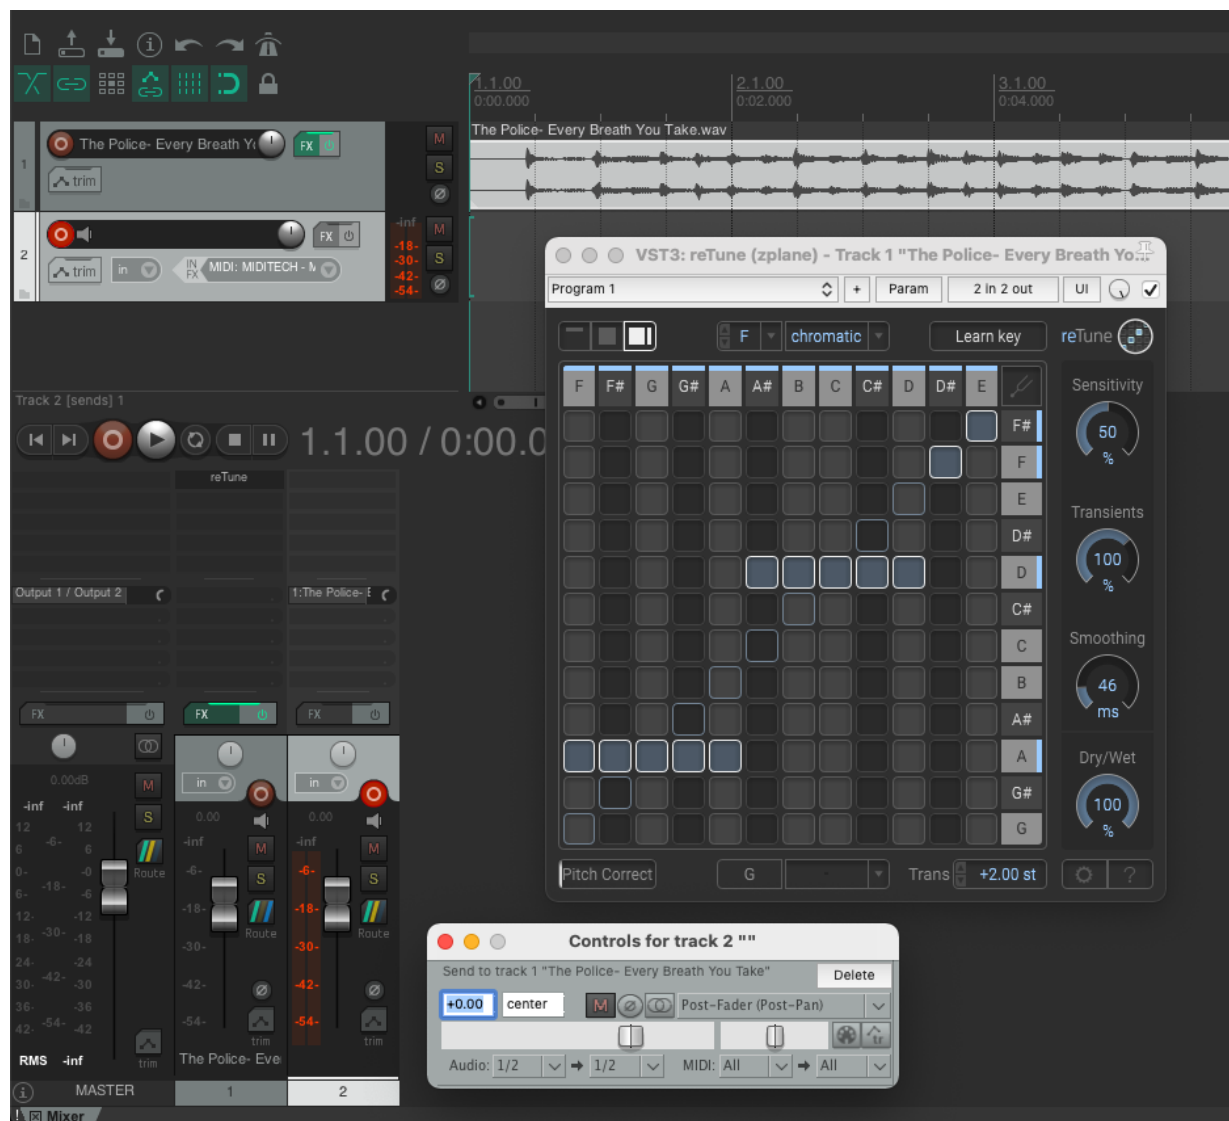 1.1.00 2.1.00 3.1.00
0:00.000 0:02.000 0:04.000
The Police- Every Breath You Take.wav
1
The Police- Every Breath Yo
FX
M
trim
S
2
FX
-inf
M
-18-
-30-
-42-
-54-
S
trim
in
IN
FX
MIDI: MIDITECH - M
VST3: reTune (zplane) - Track 1 "The Police- Every Breath Yo...
Program 1 + Param 2 in 2 out UI
F chromatic Learn key reTune
F F# G G# A A# B C C# D D# E
F#
F
E
D#
D
C#
C
B
A#
A
G#
G
Sensitivity
50
%
Transients
100
%
Smoothing
46
ms
Dry/Wet
100
%
Pitch Correct G - Trans +2.00 st ?
Track 2 [sends] 1
1.1.00 / 0:00.0
reTune
Output 1 / Output 2
1:The Police- E
FX FX FX
in in
0.00dB
M
-inf -inf
S
12 12
6 -6- 6
0- -0
6- -18- -6
12- -12
18- -30- -18
24- -24
30- -42- -30
36- -36
42- -54- -42
Route
trim
RMS -inf
MASTER
0.00
-inf
M
-6-
S
-18-
Route
-30-
-42-
-54-
trim
The Police- Eve
1
0.00
-inf
M
-6-
S
-18-
Route
-30-
-42-
-54-
trim
2
Controls for track 2 ""
Send to track 1 "The Police- Every Breath You Take" Delete
+0.00 center M Post-Fader (Post-Pan)
tr
Audio: 1/2 1/2 MIDI: All All
! Mixer